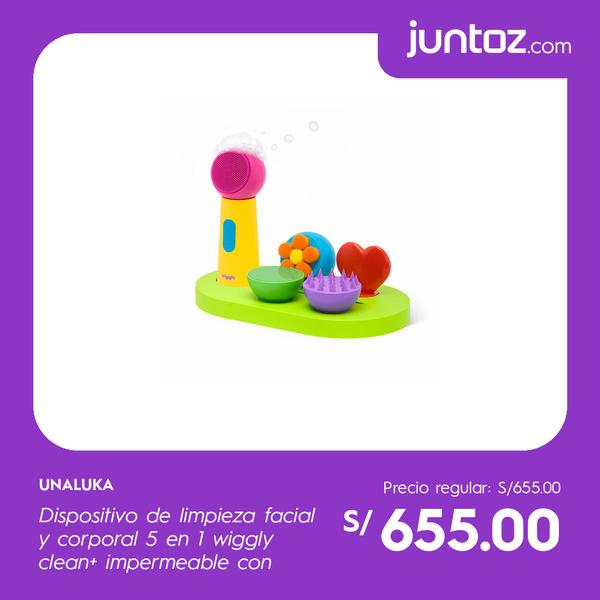 juntoz.com
wiggly
UNALUKA
Dispositivo de limpieza facial
y corporal 5 en 1 wiggly
clean+ impermeable con
Precio regular: S/655.00
S/ 655.00